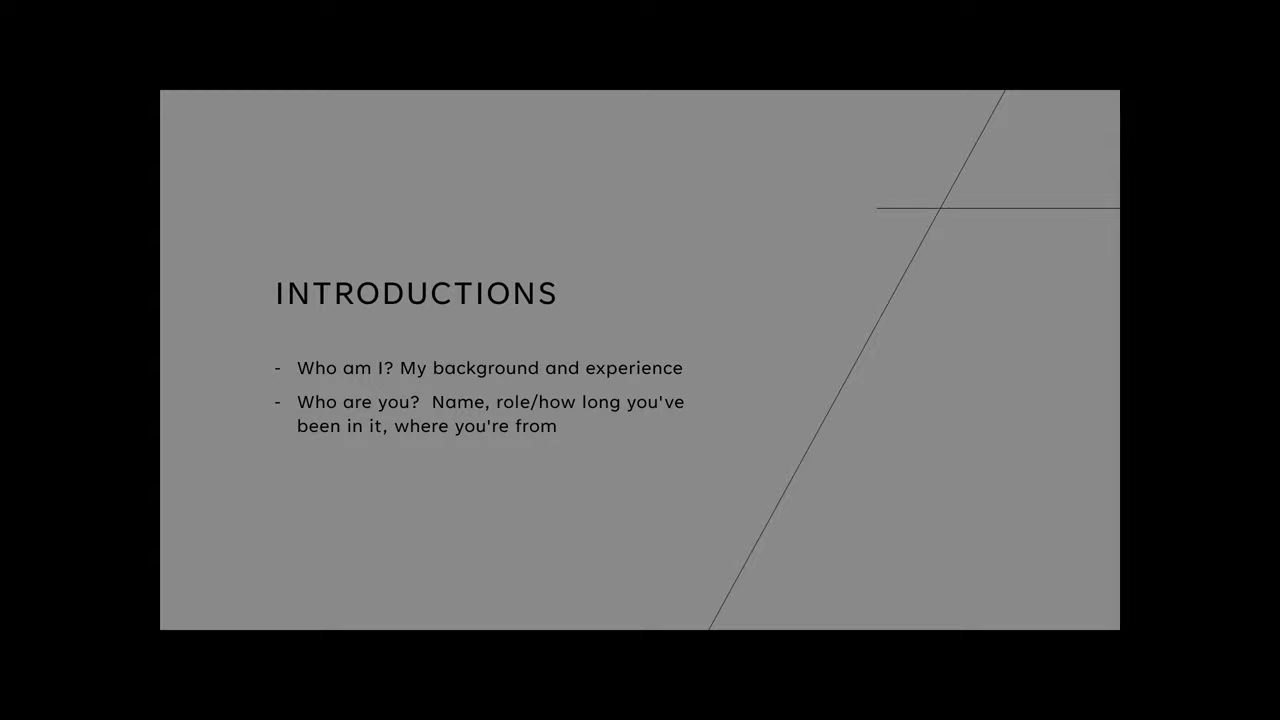 INTRODUCTIONS
- Who am I? My background and experience
- Who are you?  Name, role/how long you've
been in it, where you're from